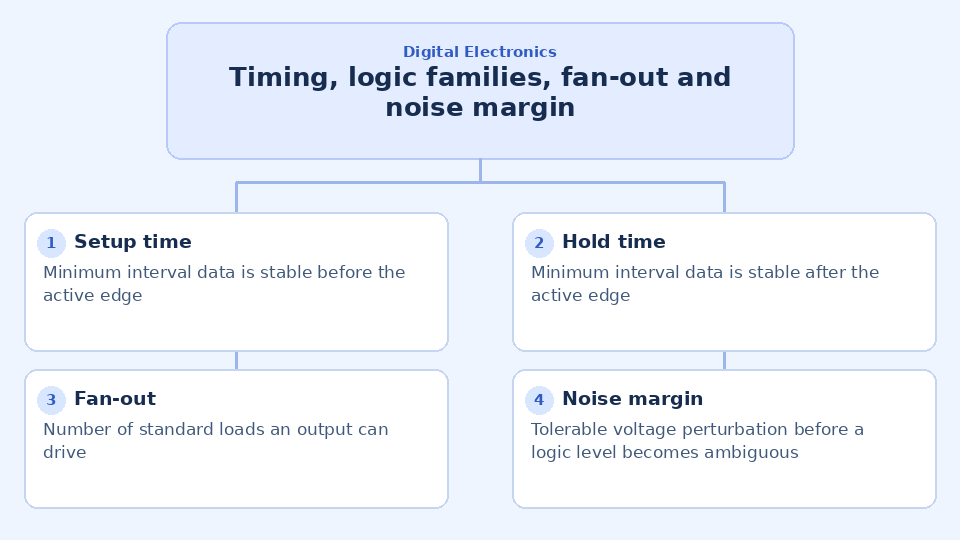 Digital Electronics
Timing, logic families, fan-out and
noise margin
1 Setup time
Minimum interval data is stable before the
active edge
2 Hold time
Minimum interval data is stable after the
active edge
3 Fan-out
Number of standard loads an output can
drive
4 Noise margin
Tolerable voltage perturbation before a
logic level becomes ambiguous